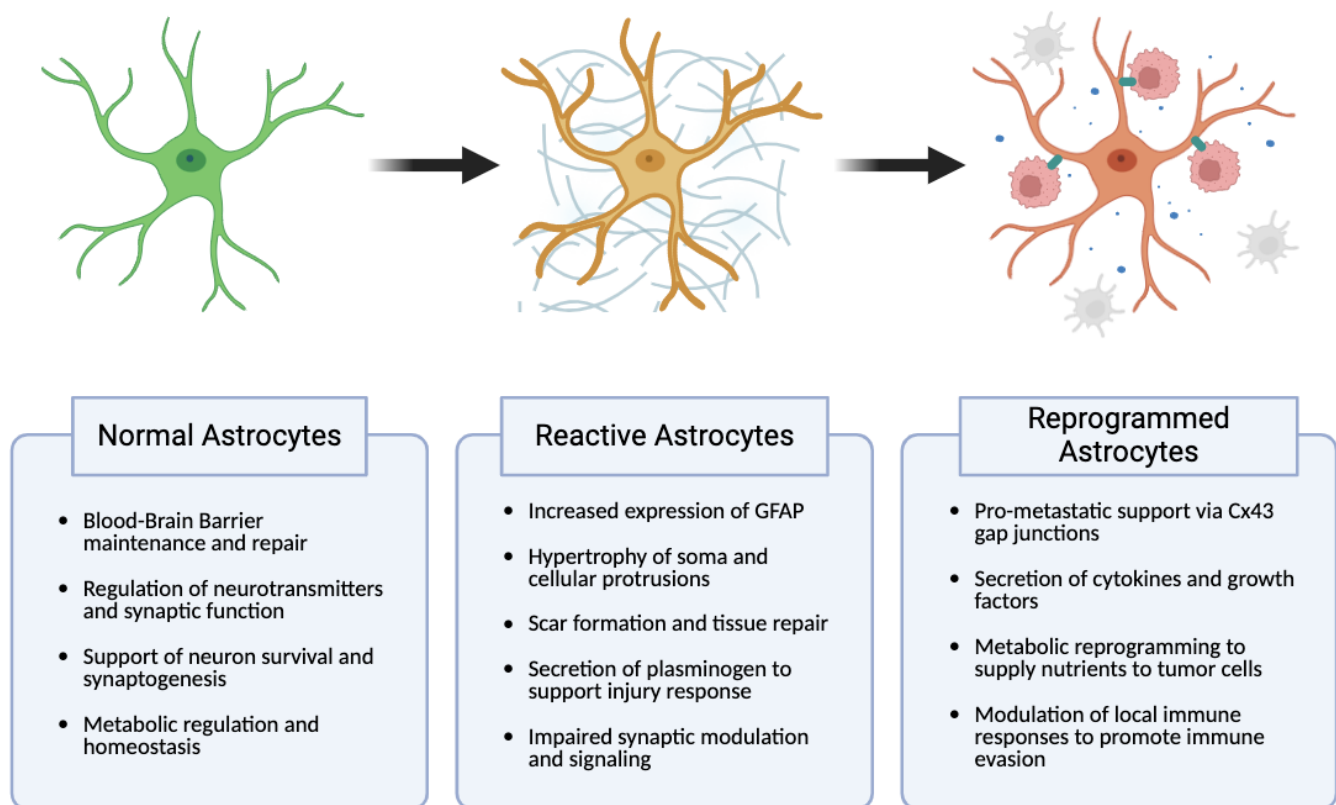 Normal Astrocytes
• Blood-Brain Barrier
maintenance and repair
• Regulation of neurotransmitters
and synaptic function
• Support of neuron survival and
synaptogenesis
• Metabolic regulation and
homeostasis
Reactive Astrocytes
• Increased expression of GFAP
• Hypertrophy of soma and
cellular protrusions
• Scar formation and tissue repair
• Secretion of plasminogen to
support injury response
• Impaired synaptic modulation
and signaling
Reprogrammed
Astrocytes
• Pro-metastatic support via Cx43
gap junctions
• Secretion of cytokines and growth
factors
• Metabolic reprogramming to
supply nutrients to tumor cells
• Modulation of local immune
responses to promote immune
evasion